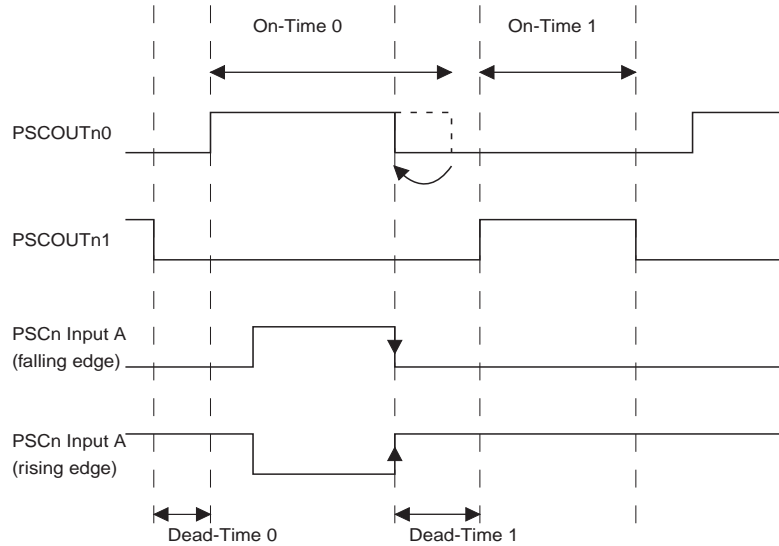 On-Time 0
On-Time 1
PSCOUTn0
PSCOUTn1
PSCn Input A
(falling edge)
PSCn Input A
(rising edge)
Dead-Time 0
Dead-Time 1